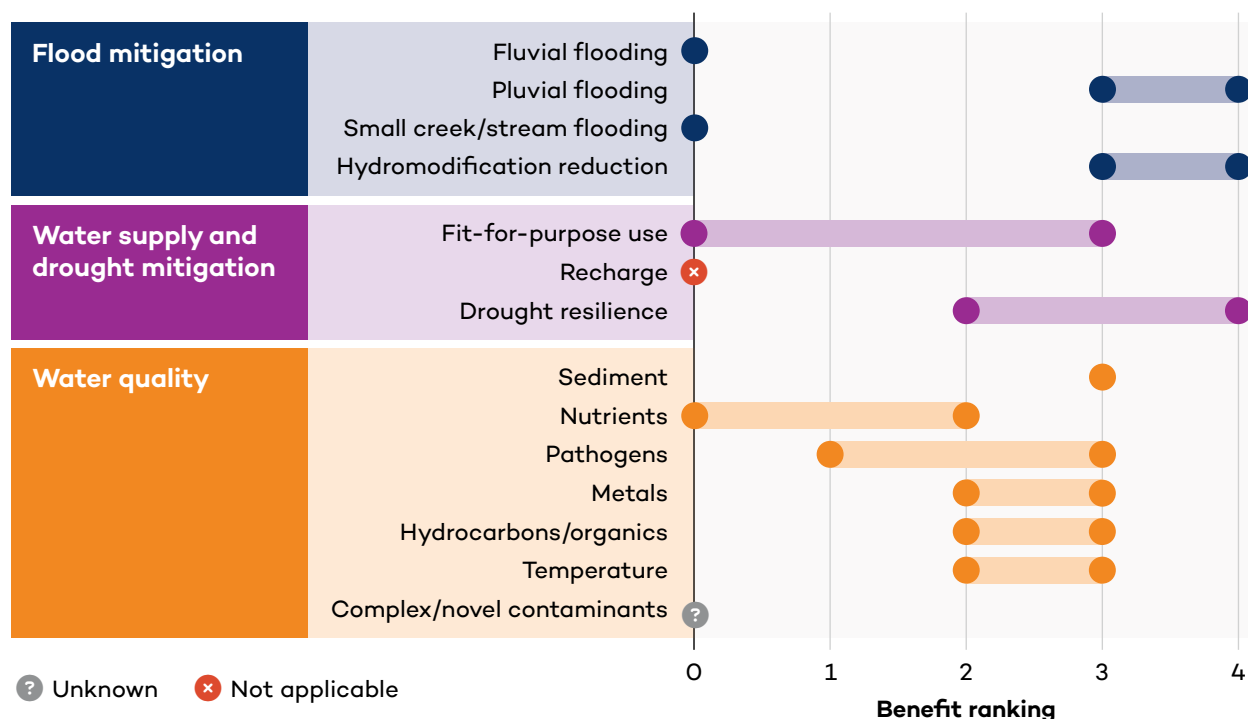 Flood mitigation
Fluvial flooding
Pluvial flooding
Small creek/stream flooding
Hydromodification reduction
Water supply and
drought mitigation
Fit-for-purpose use
Recharge
Drought resilience
Water quality
Sediment
Nutrients
Pathogens
Metals
Hydrocarbons/organics
Temperature
Complex/novel contaminants
?
0 1 2 3 4
? Unknown × Not applicable
Benefit ranking